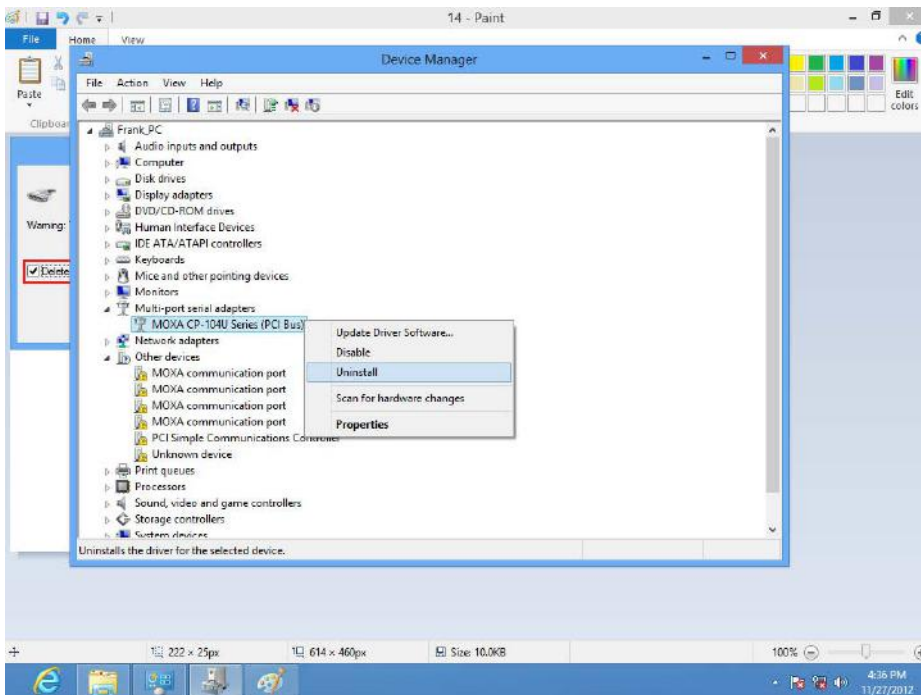 14 - Paint
File Home View
Device Manager
Paste
Clipboar
Edit
colors
File Action View Help
Frank_PC
Audio inputs and outputs
Computer
Disk drives
Display adapters
DVD/CD-ROM drives
Human Interface Devices
IDE ATA/ATAPI controllers
Keyboards
Mice and other pointing devices
Monitors
Multi-port serial adapters
MOXA CP-104U Series (PCI Bus)
Network adapters
Other devices
MOXA communication port
MOXA communication port
MOXA communication port
MOXA communication port
PCI Simple Communications Controller
Unknown device
Print queues
Processors
Sound, video and game controllers
Storage controllers
System devices
Update Driver Software...
Disable
Uninstall
Scan for hardware changes
Properties
Warning:
Delete
Uninstalls the driver for the selected device.
222 × 25px 614 × 460px Size: 10.0KB 100%
4:36 PM
11/27/2012